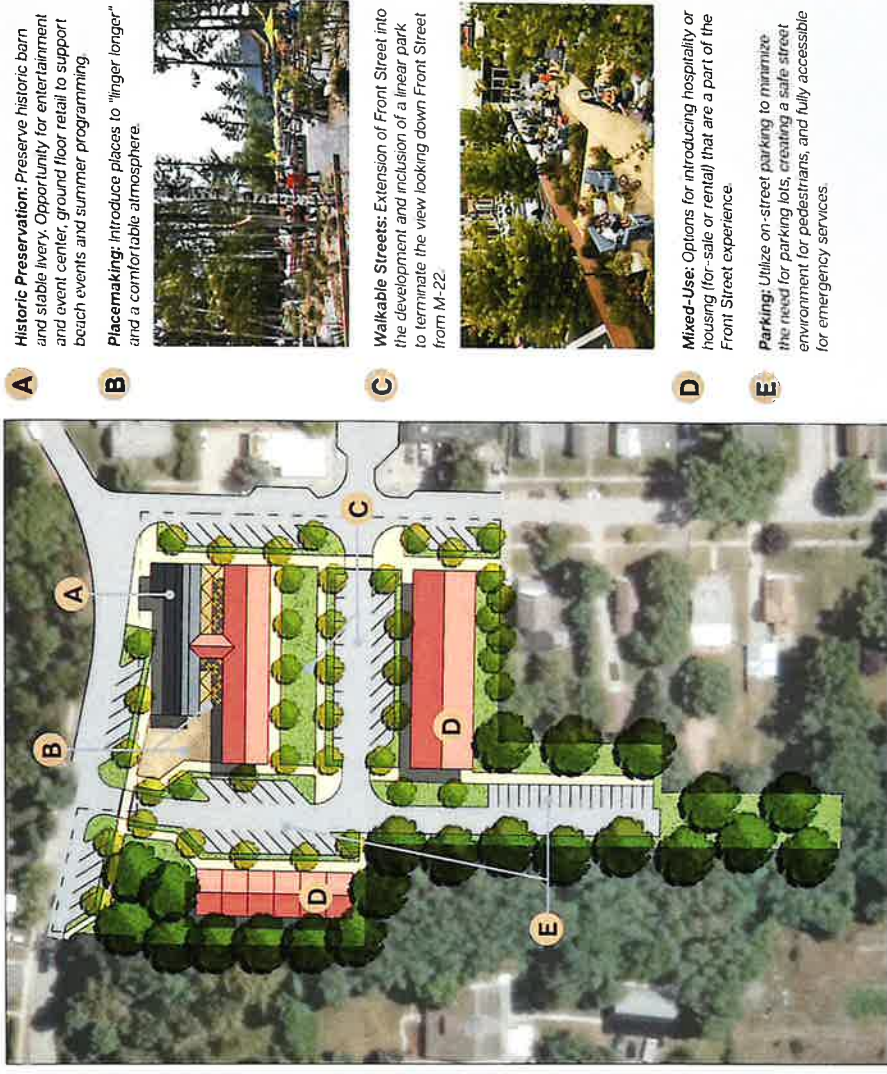 A
Historic Preservation: Preserve historic barn
and stable livery. Opportunity for entertainment
and event center, ground floor retail to support
beach events and summer programming.
B
Placemaking: Introduce places to "linger longer"
and a comfortable atmosphere.
C
Walkable Streets: Extension of Front Street into
the development and inclusion of a linear park
to terminate the view looking down Front Street
from M-22.
D
Mixed-Use: Options for introducing hospitality or
housing (for-sale or rental) that are a part of the
Front Street experience.
E
Parking: Utilize on-street parking to minimize
the need for parking lots, creating a safe street
environment for pedestrians, and fully accessible
for emergency services.
A
B
C
D
D
E